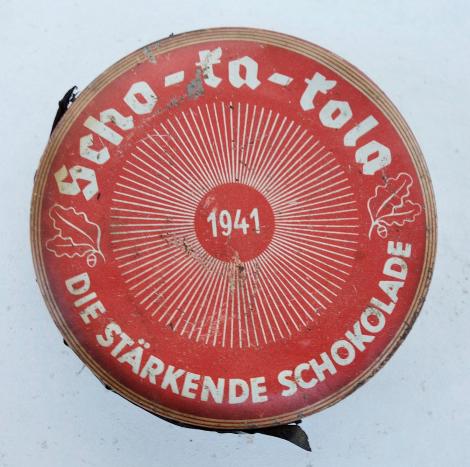 Scho-ka-kola
1941
DIE STÄRKENDE SCHOKOLADE